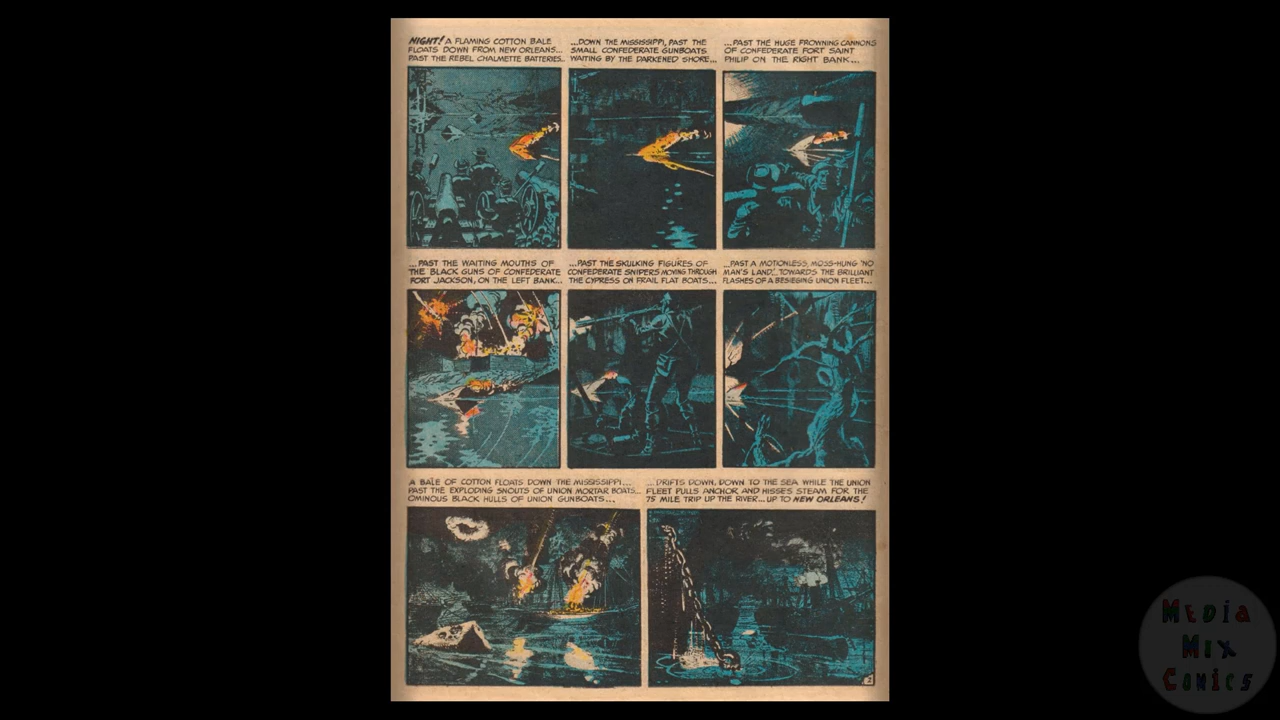 NIGHT! A FLAMING COTTON BALE
FLOATS DOWN FROM NEW ORLEANS...
PAST THE REBEL CHALMETTE BATTERIES..
...DOWN THE MISSISSIPPI, PAST THE
SMALL CONFEDERATE GUNBOATS
WAITING BY THE DARKENED SHORE...
...PAST THE HUGE FROWNING CANNONS
OF CONFEDERATE FORT SAINT
PHILIP ON THE RIGHT BANK...
...PAST THE WAITING MOUTHS OF
THE BLACK GUNS OF CONFEDERATE
FORT JACKSON, ON THE LEFT BANK...
...PAST THE SKULKING FIGURES OF
CONFEDERATE SNIPERS MOVING THROUGH
THE CYPRESS ON FRAIL FLAT BOATS...
...PAST A MOTIONLESS, MOSS-HUNG 'NO
MAN'S LAND'... TOWARDS THE BRILLIANT
FLASHES OF A BESIEGING UNION FLEET...
A BALE OF COTTON FLOATS DOWN THE MISSISSIPPI...
PAST THE EXPLODING SNOUTS OF UNION MORTAR BOATS...
OMINOUS BLACK HULLS OF UNION GUNBOATS...
...DRIFTS DOWN, DOWN TO THE SEA WHILE THE UNION
FLEET PULLS ANCHOR AND HISSES STEAM FOR THE
75 MILE TRIP UP THE RIVER... UP TO NEW ORLEANS!
2
MEDIA
MIX
COMICS